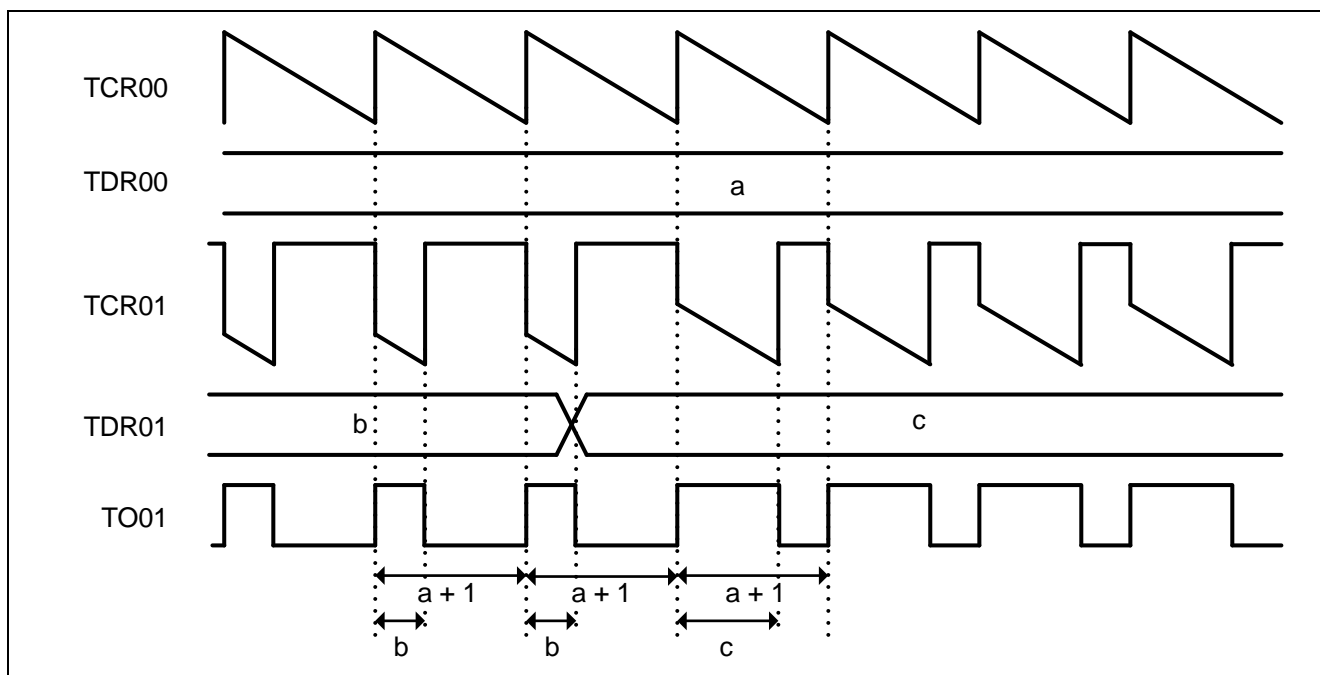 TCR00
TDR00
a
TCR01
TDR01
b
c
TO01
a + 1
a + 1
a + 1
b
b
c